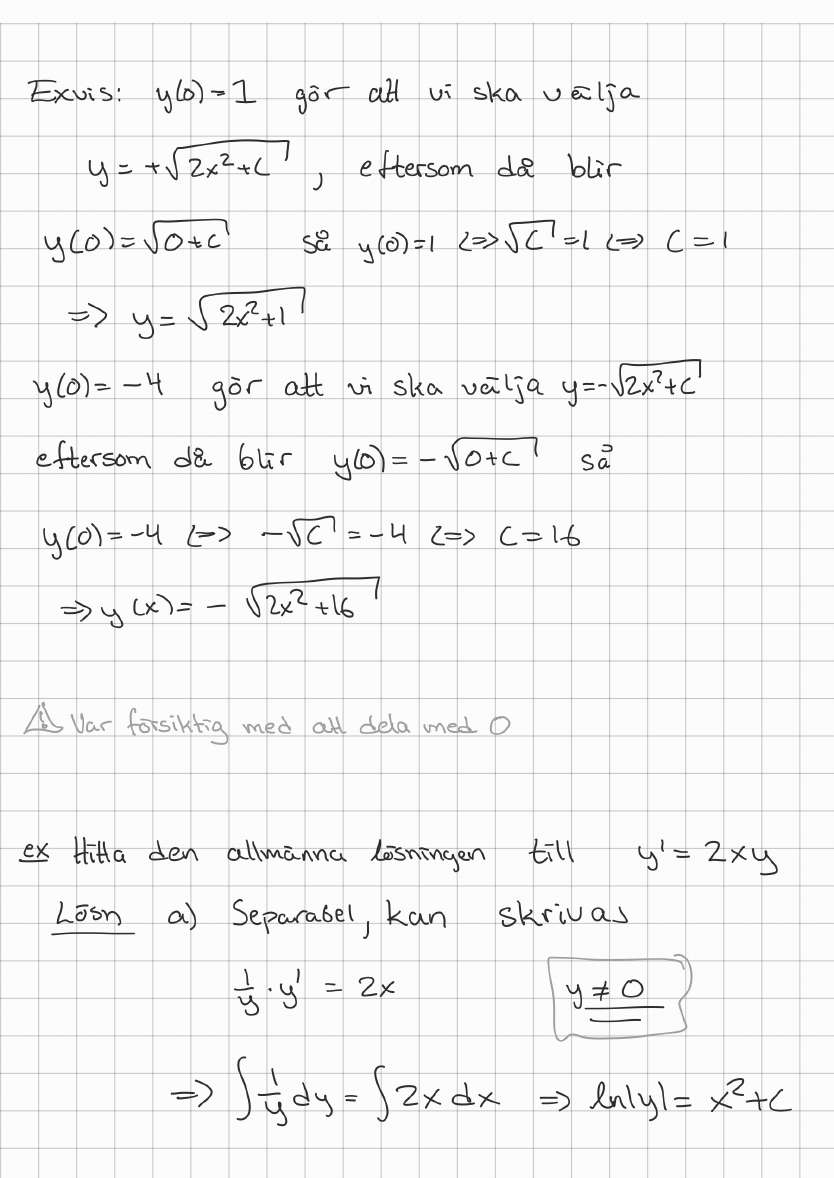 Exvis: y(0)=1 gör att vi ska välja
y = +√(2x²+C) , eftersom då blir
y(0)=√(0+C) så y(0)=1 <=> √C =1 <=> C=1
=> y = √(2x²+1)
y(0)= -4 gör att vi ska välja y=-√(2x²+C)
eftersom då blir y(0)= -√(0+C) så
y(0)=-4 <=> -√C = -4 <=> C=16
=> y(x)= - √(2x²+16)
⚠ Var försiktig med att dela med 0
ex Hitta den allmänna lösningen till y' = 2xy
Lösn a) Separabel, kan skrivas
1/y · y' = 2x y ≠ 0
=> ∫ 1/y dy = ∫ 2x dx => ln|y| = x²+C